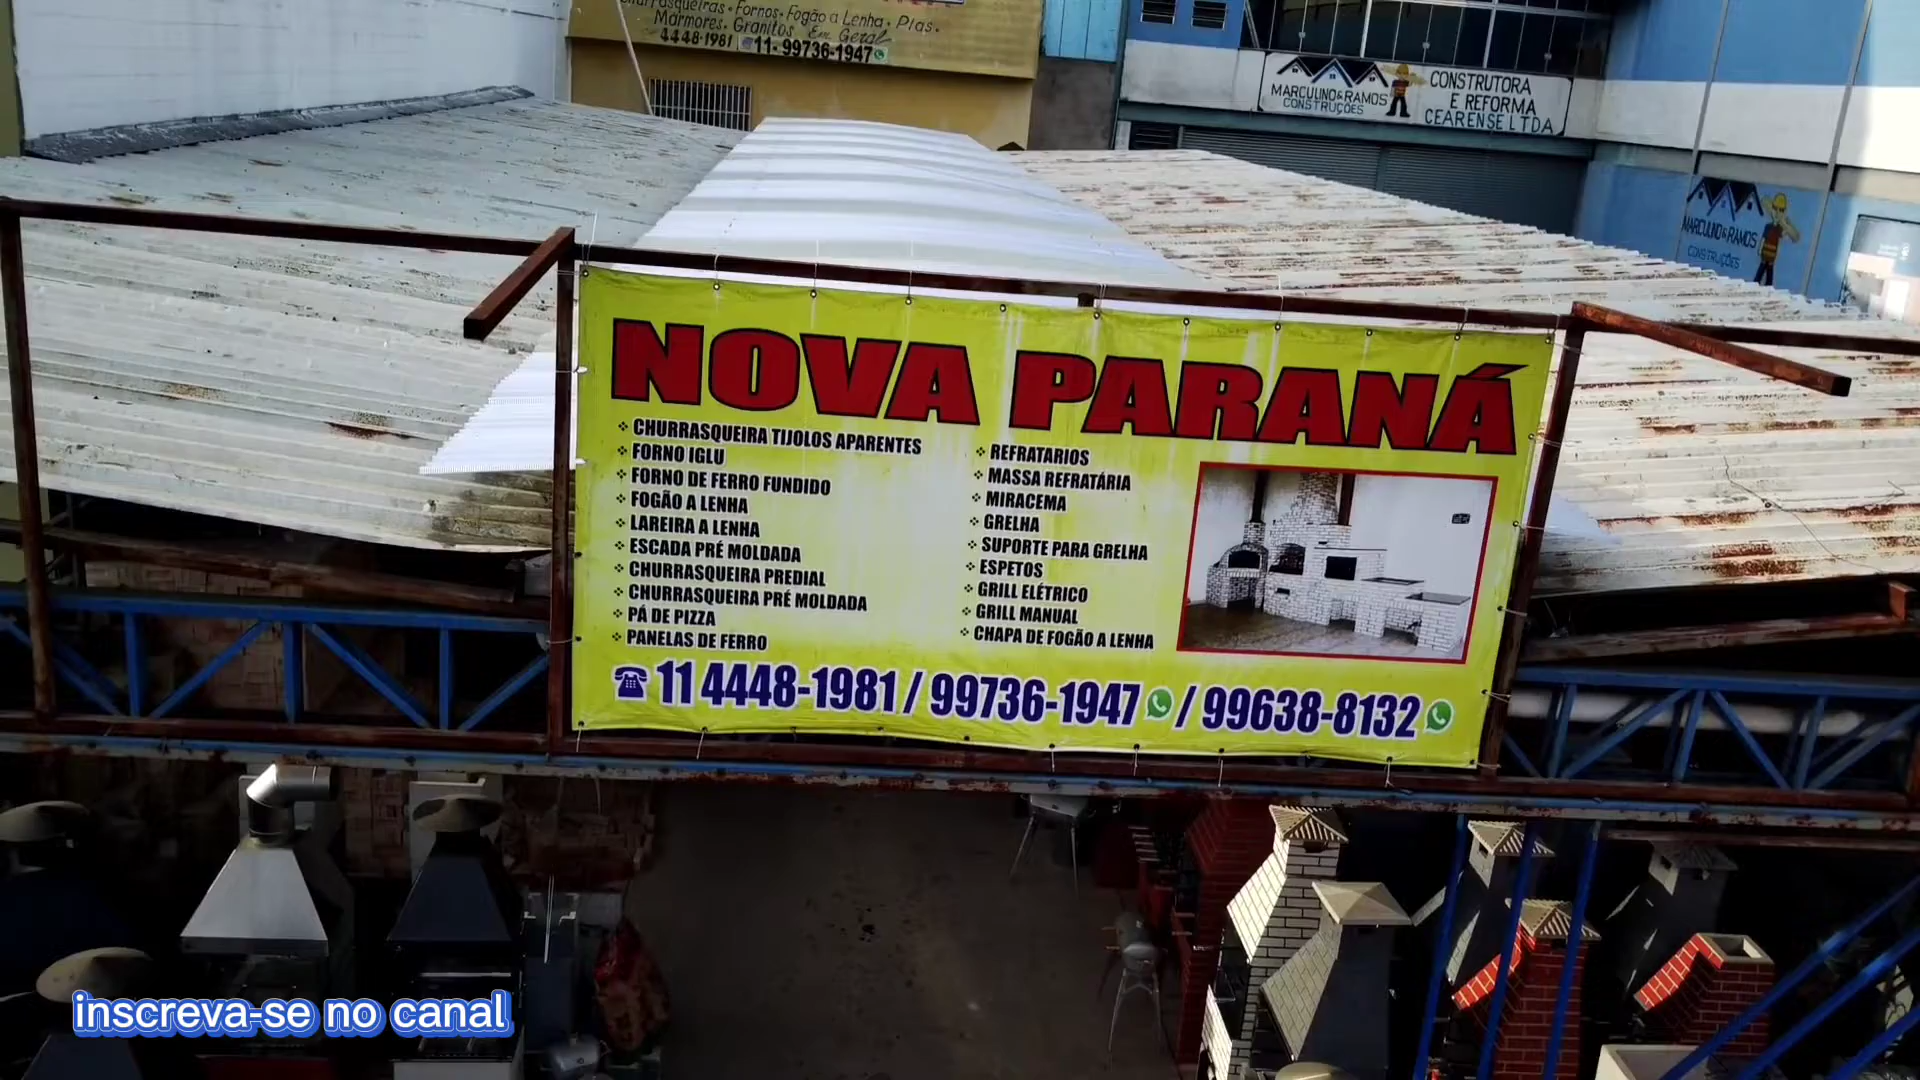 Churrasqueiras • Fornos • Fogão a Lenha • Pias.
Mármores. Granitos Em Geral
4448-1981 11- 99736-1947
MARCULINO & RAMOS
CONSTRUÇÕES
CONSTRUTORA
E REFORMA
CEARENSE LTDA
MARCULINO & RAMOS
CONSTRUÇÕES
NOVA PARANÁ
CHURRASQUEIRA TIJOLOS APARENTES
FORNO IGLU
FORNO DE FERRO FUNDIDO
FOGÃO A LENHA
LAREIRA A LENHA
ESCADA PRÉ MOLDADA
CHURRASQUEIRA PREDIAL
CHURRASQUEIRA PRÉ MOLDADA
PÁ DE PIZZA
PANELAS DE FERRO
REFRATARIOS
MASSA REFRATÁRIA
MIRACEMA
GRELHA
SUPORTE PARA GRELHA
ESPETOS
GRILL ELÉTRICO
GRILL MANUAL
CHAPA DE FOGÃO A LENHA
11 4448-1981 / 99736-1947 / 99638-8132
inscreva-se no canal